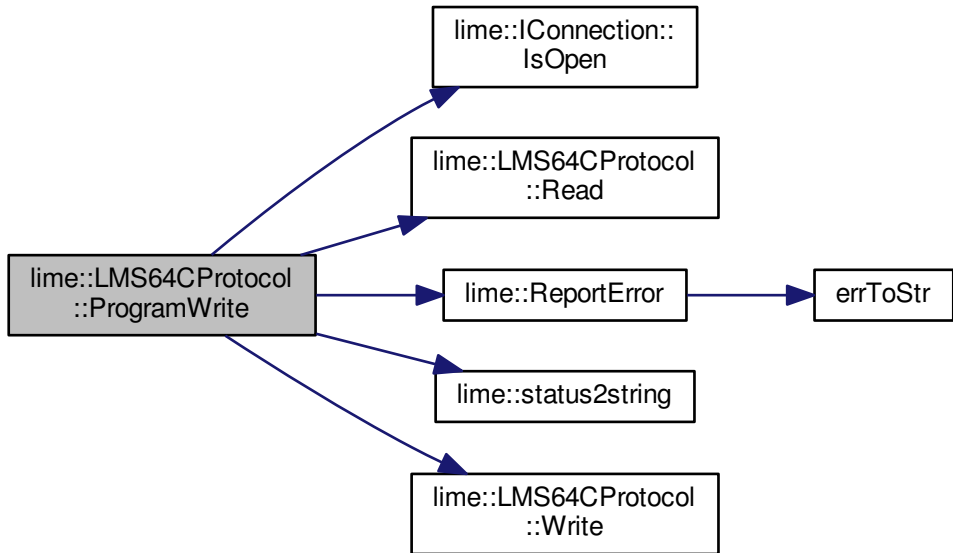 lime::IConnection::
IsOpen
lime::LMS64CProtocol
::Read
lime::LMS64CProtocol
::ProgramWrite
lime::ReportError
errToStr
lime::status2string
lime::LMS64CProtocol
::Write